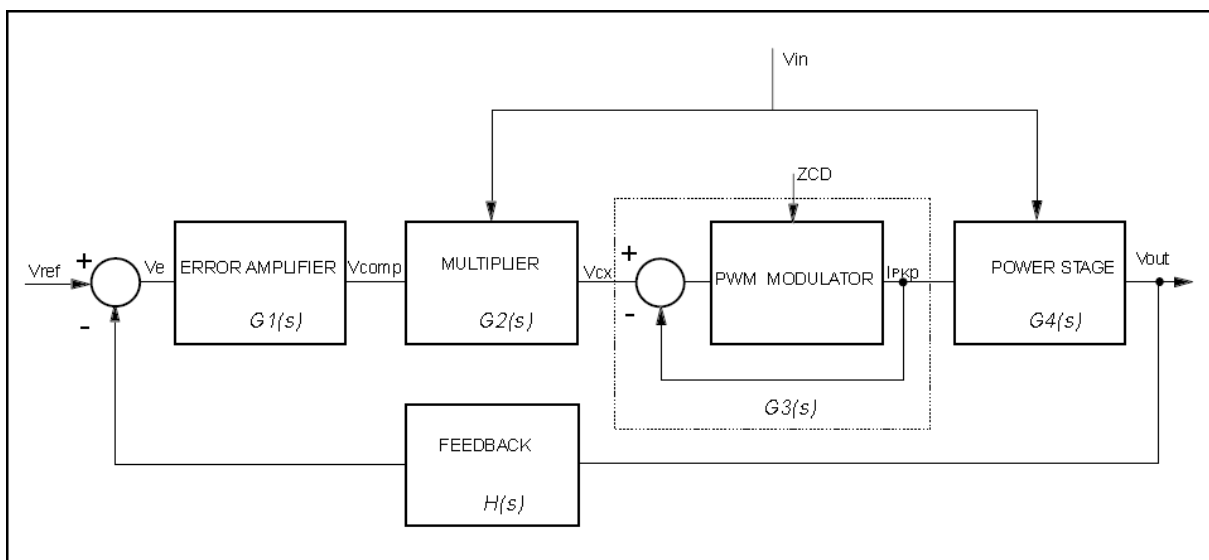 Vin
ZCD
+
Vref
-
Ve
ERROR AMPLIFIER
G1(s)
Vcomp
MULTIPLIER
G2(s)
Vcx
+
-
PWM MODULATOR
IPKp
G3(s)
POWER STAGE
G4(s)
Vout
FEEDBACK
H(s)